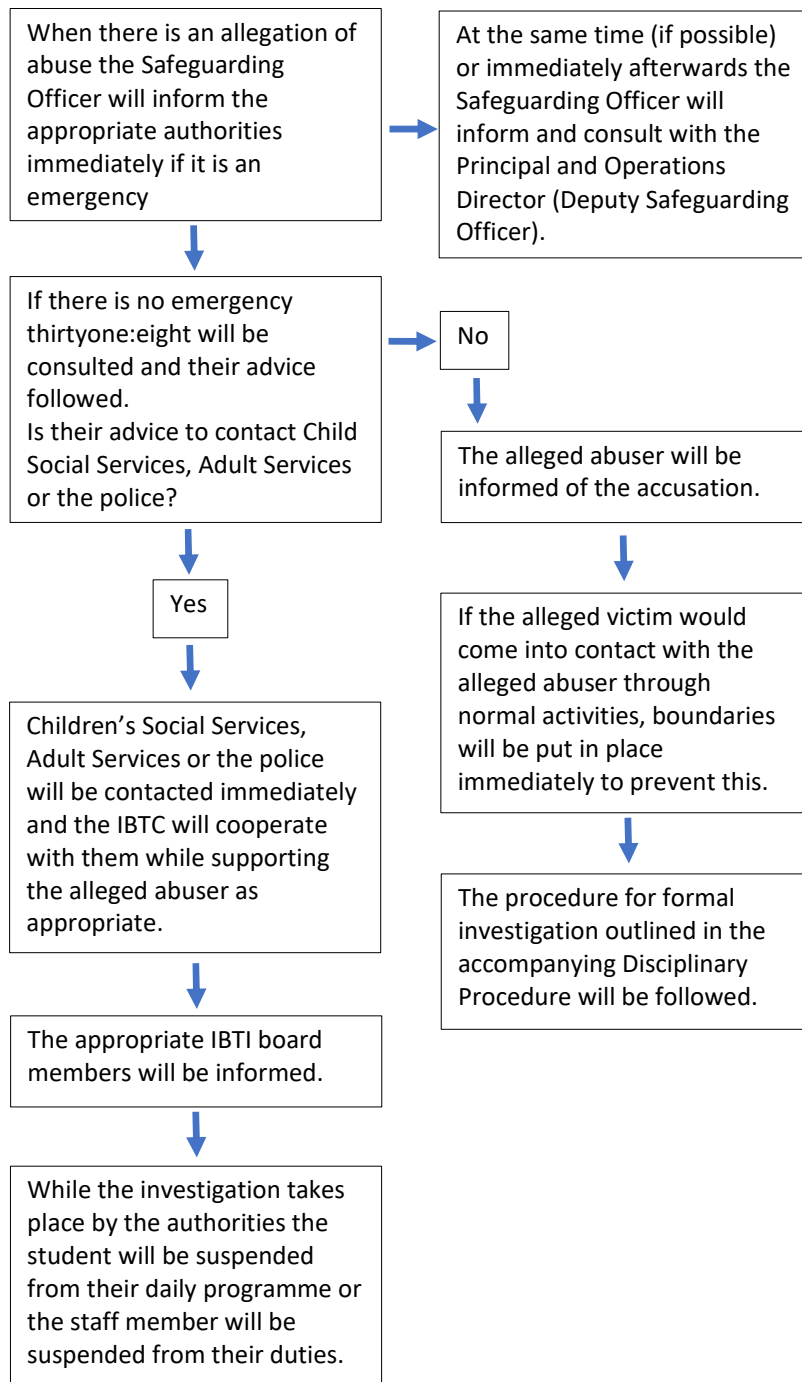 When there is an allegation of
abuse the Safeguarding
Officer will inform the
appropriate authorities
immediately if it is an
emergency
At the same time (if possible)
or immediately afterwards the
Safeguarding Officer will
inform and consult with the
Principal and Operations
Director (Deputy Safeguarding
Officer).
If there is no emergency
thirtyone:eight will be
consulted and their advice
followed.
Is their advice to contact Child
Social Services, Adult Services
or the police?
No
The alleged abuser will be
informed of the accusation.
If the alleged victim would
come into contact with the
alleged abuser through
normal activities, boundaries
will be put in place
immediately to prevent this.
The procedure for formal
investigation outlined in the
accompanying Disciplinary
Procedure will be followed.
Yes
Children’s Social Services,
Adult Services or the police
will be contacted immediately
and the IBTC will cooperate
with them while supporting
the alleged abuser as
appropriate.
The appropriate IBTI board
members will be informed.
While the investigation takes
place by the authorities the
student will be suspended
from their daily programme or
the staff member will be
suspended from their duties.